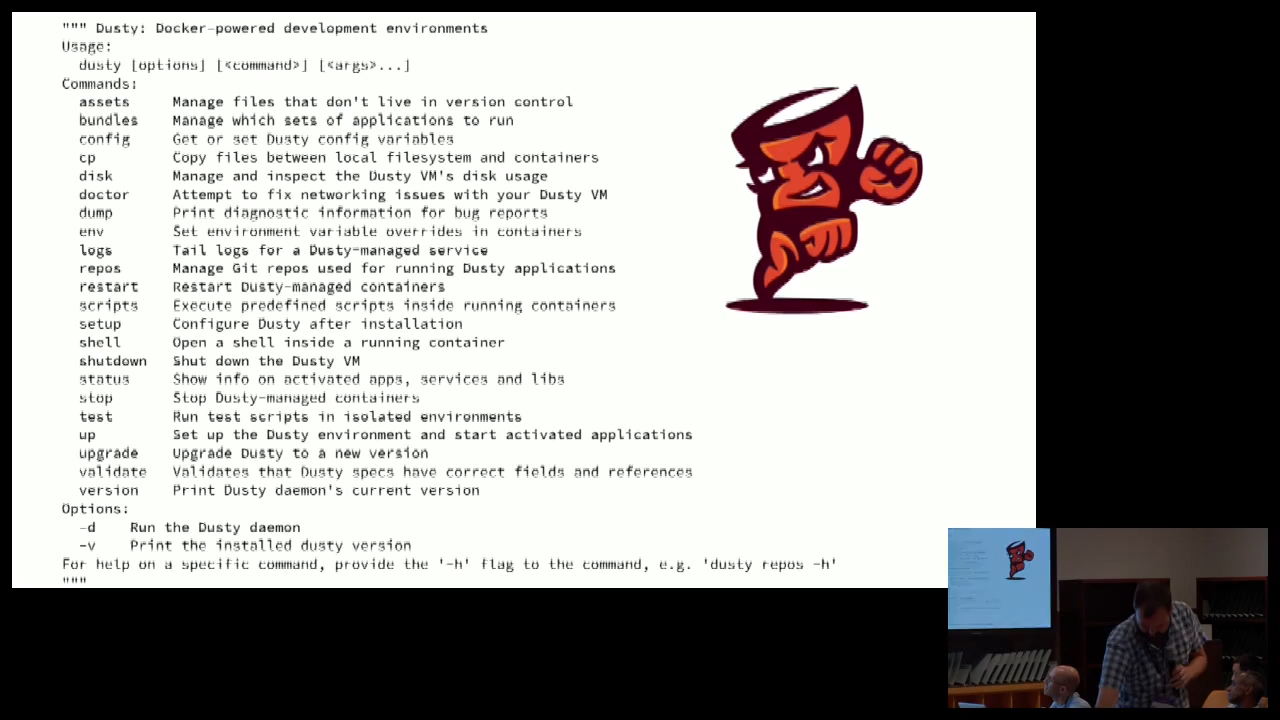 """ Dusty: Docker-powered development environments
Usage:
dusty [options] [<command>] [<args>...]
Commands:
assets Manage files that don't live in version control
bundles Manage which sets of applications to run
config Get or set Dusty config variables
cp Copy files between local filesystem and containers
disk Manage and inspect the Dusty VM's disk usage
doctor Attempt to fix networking issues with your Dusty VM
dump Print diagnostic information for bug reports
env Set environment variable overrides in containers
logs Tail logs for a Dusty-managed service
repos Manage Git repos used for running Dusty applications
restart Restart Dusty-managed containers
scripts Execute predefined scripts inside running containers
setup Configure Dusty after installation
shell Open a shell inside a running container
shutdown Shut down the Dusty VM
status Show info on activated apps, services and libs
stop Stop Dusty-managed containers
test Run test scripts in isolated environments
up Set up the Dusty environment and start activated applications
upgrade Upgrade Dusty to a new version
validate Validates that Dusty specs have correct fields and references
version Print Dusty daemon's current version
Options:
-d Run the Dusty daemon
-v Print the installed dusty version
For help on a specific command, provide the '-h' flag to the command, e.g. 'dusty repos -h'
"""